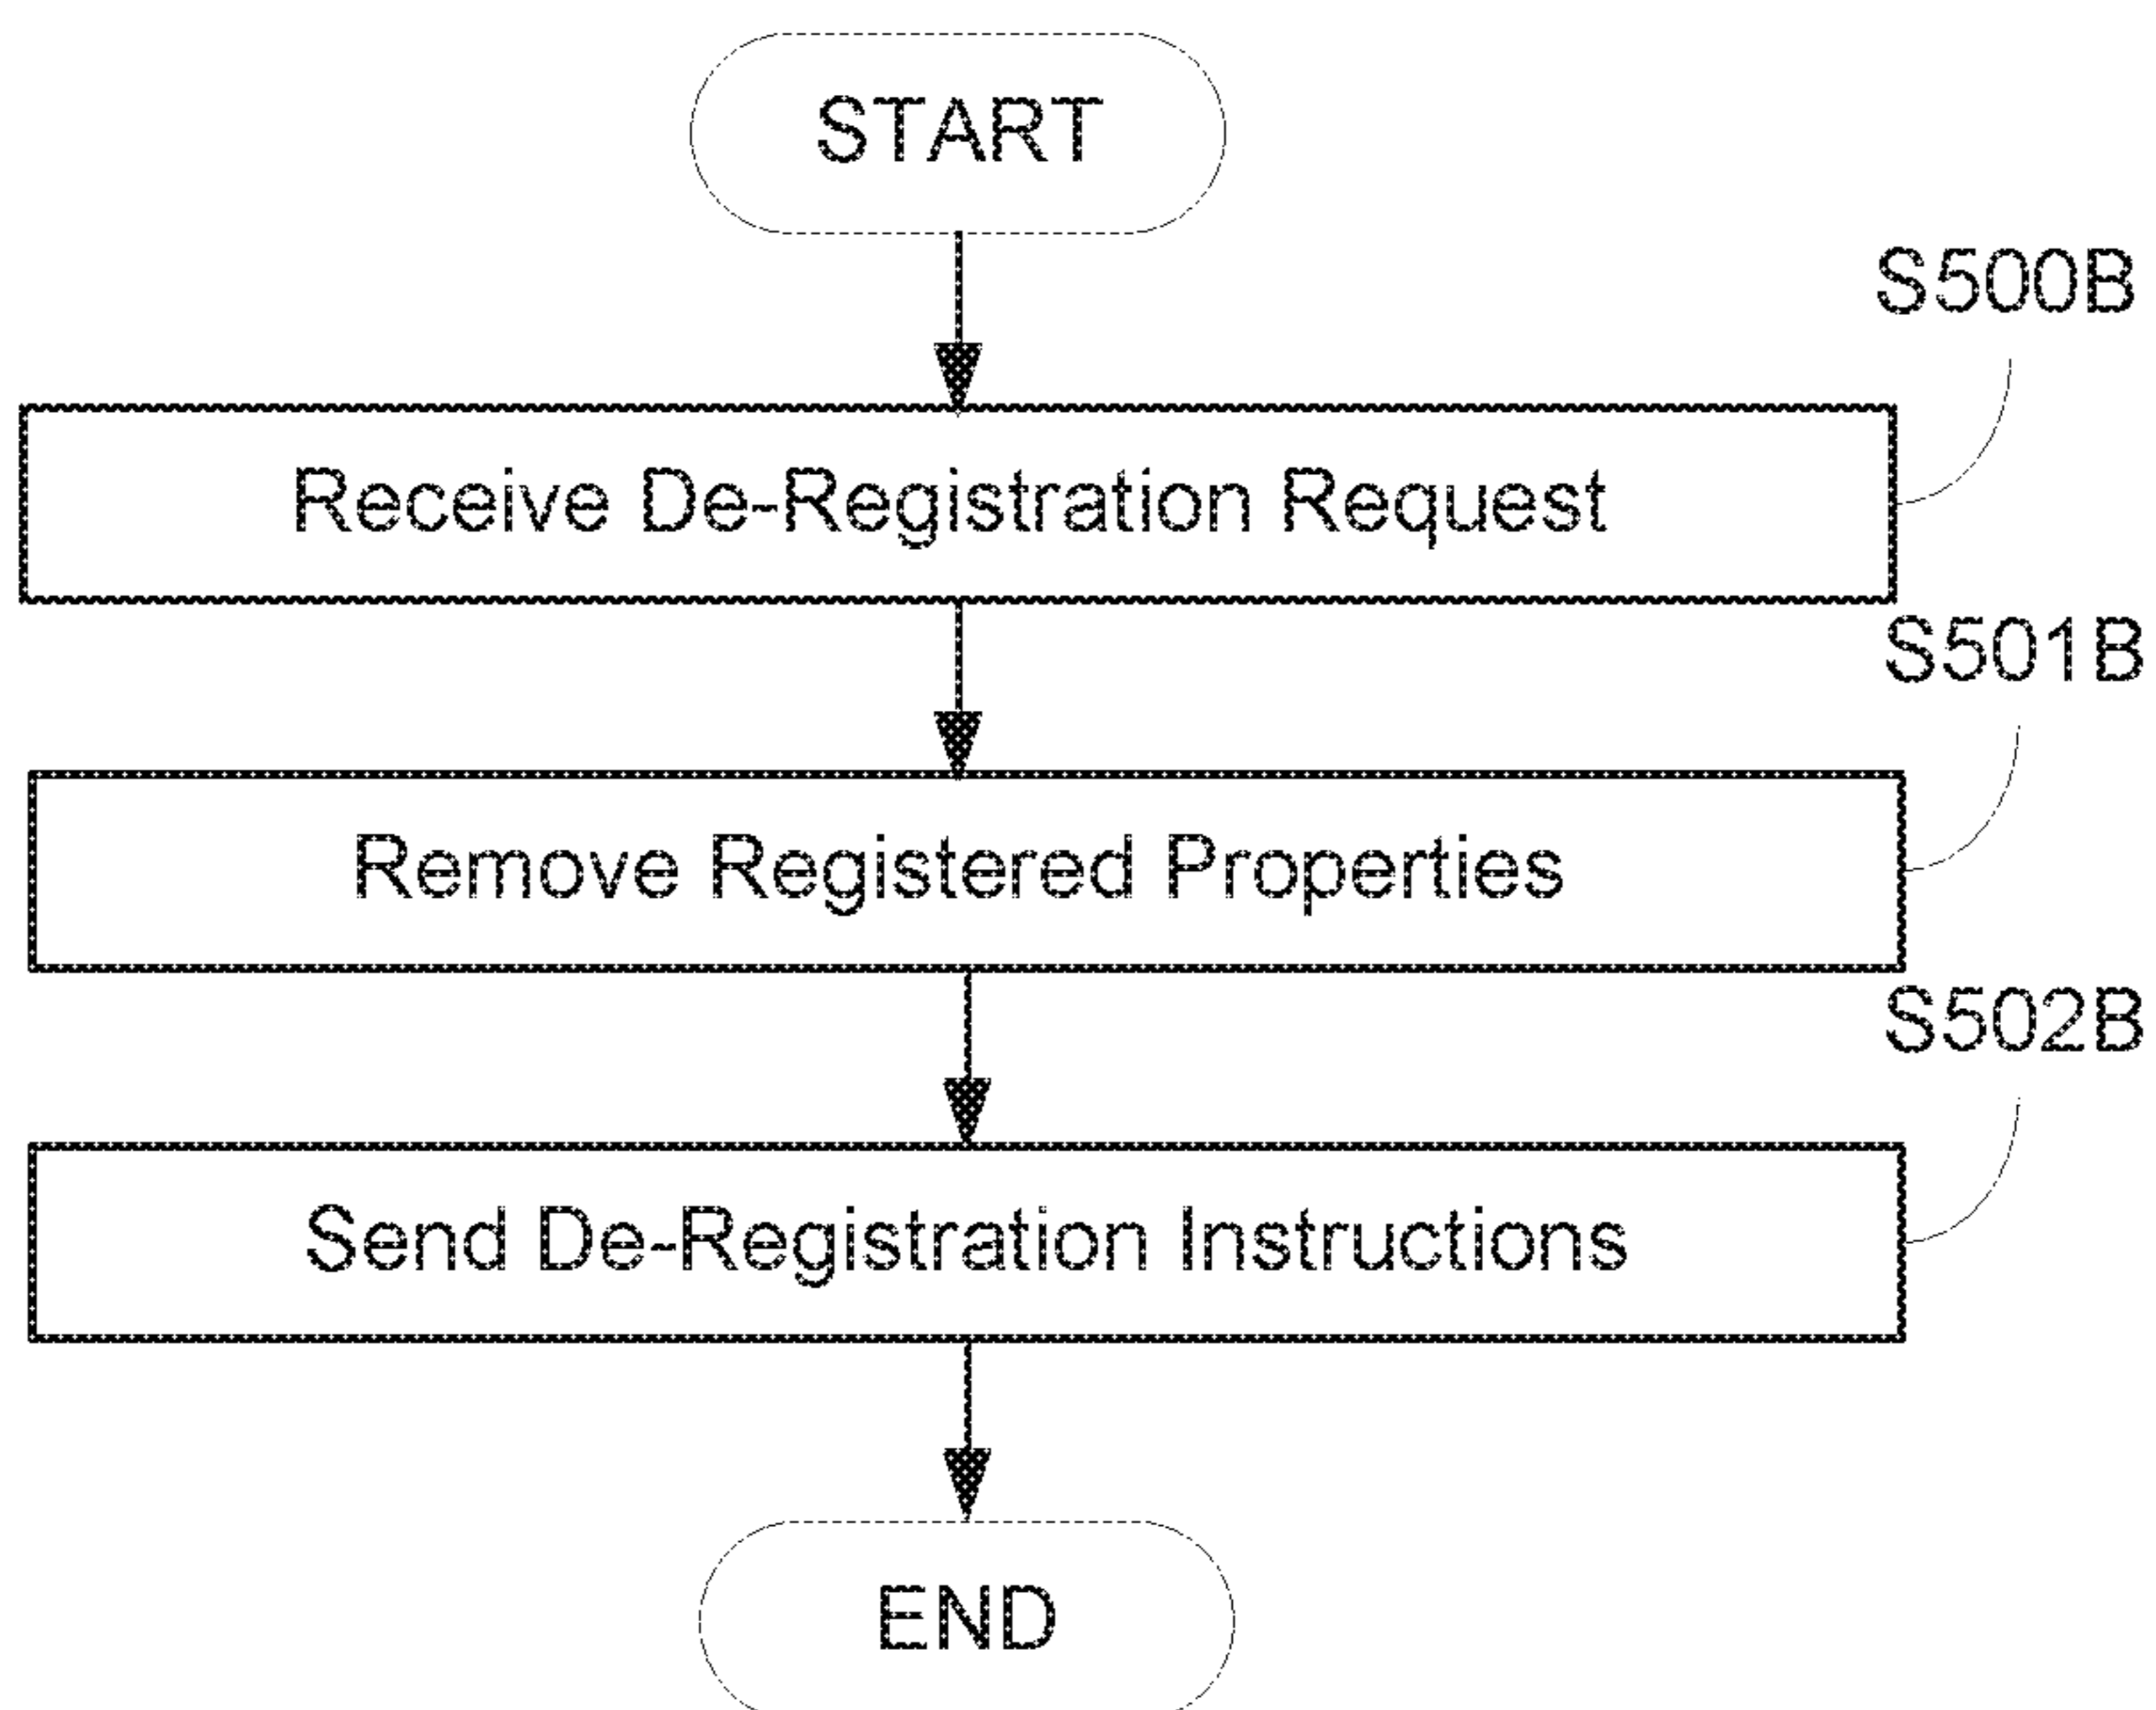 START
S500B
Receive De-Registration Request
S501B
Remove Registered Properties
S502B
Send De-Registration Instructions
END